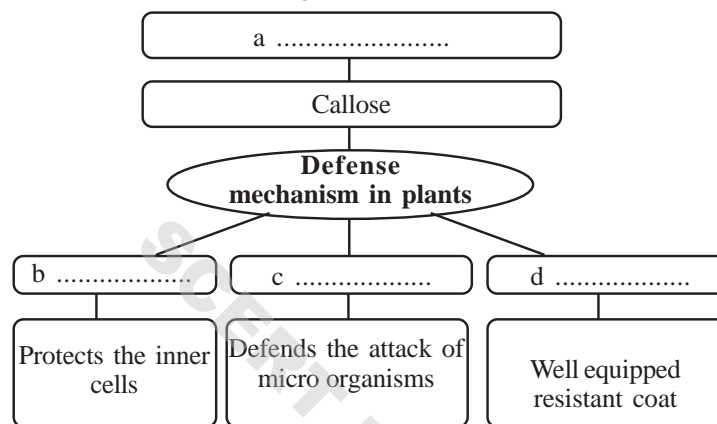 a ........................
Callose
Defense
mechanism in plants
b ...................
c ...................
d ...................
Protects the inner
cells
Defends the attack of
micro organisms
Well equipped
resistant coat
SCERT